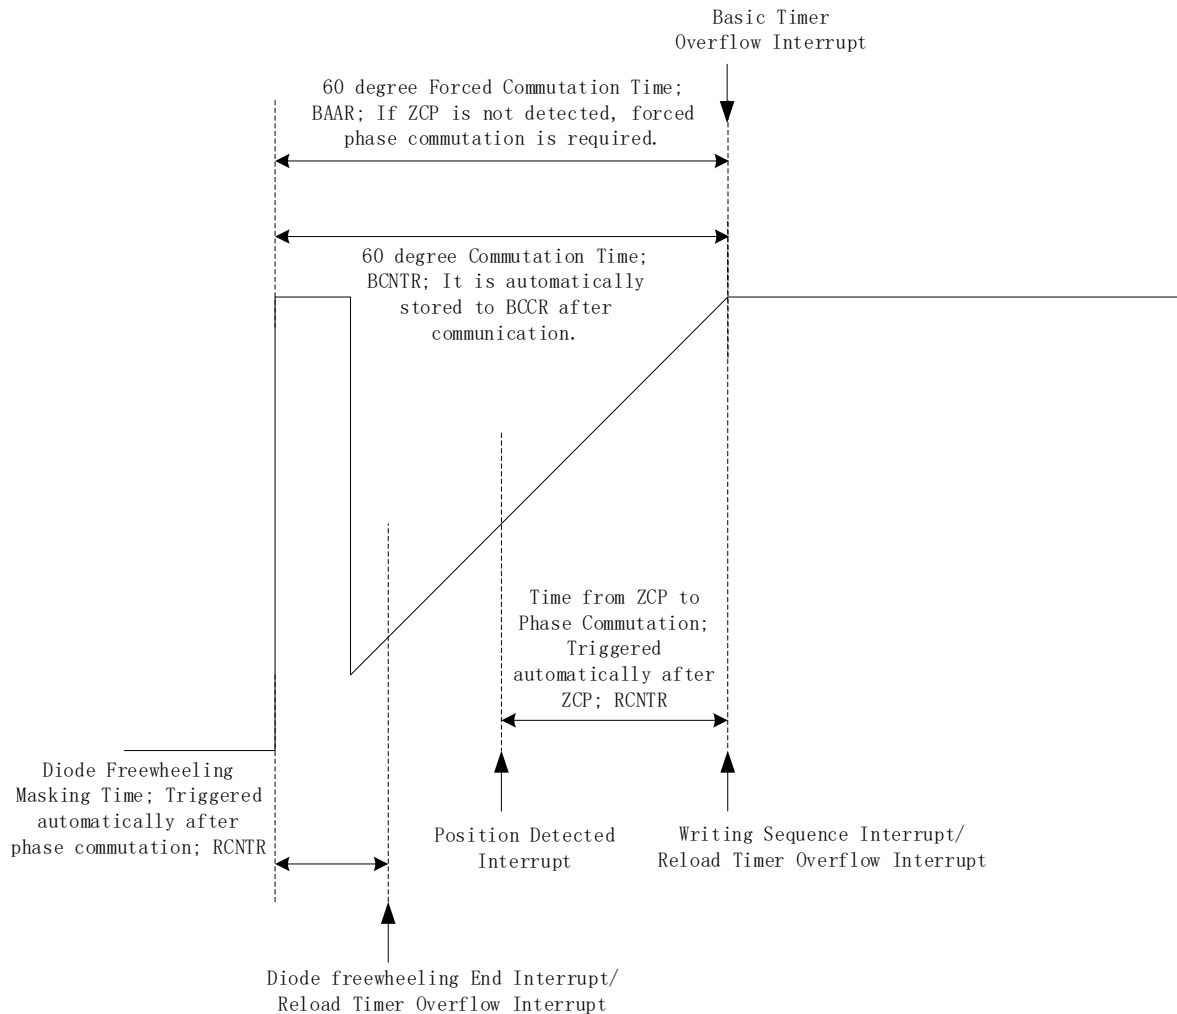 Basic Timer
Overflow Interrupt
60 degree Forced Commutation Time;
BAAR; If ZCP is not detected, forced
phase commutation is required.
60 degree Commutation Time;
BCNTR; It is automatically
stored to BCCR after
communication.
Time from ZCP to
Phase Commutation;
Triggered
automatically after
ZCP; RCNTR
Diode Freewheeling
Masking Time; Triggered
automatically after
phase commutation; RCNTR
Position Detected
Interrupt
Writing Sequence Interrupt/
Reload Timer Overflow Interrupt
Diode freewheeling End Interrupt/
Reload Timer Overflow Interrupt